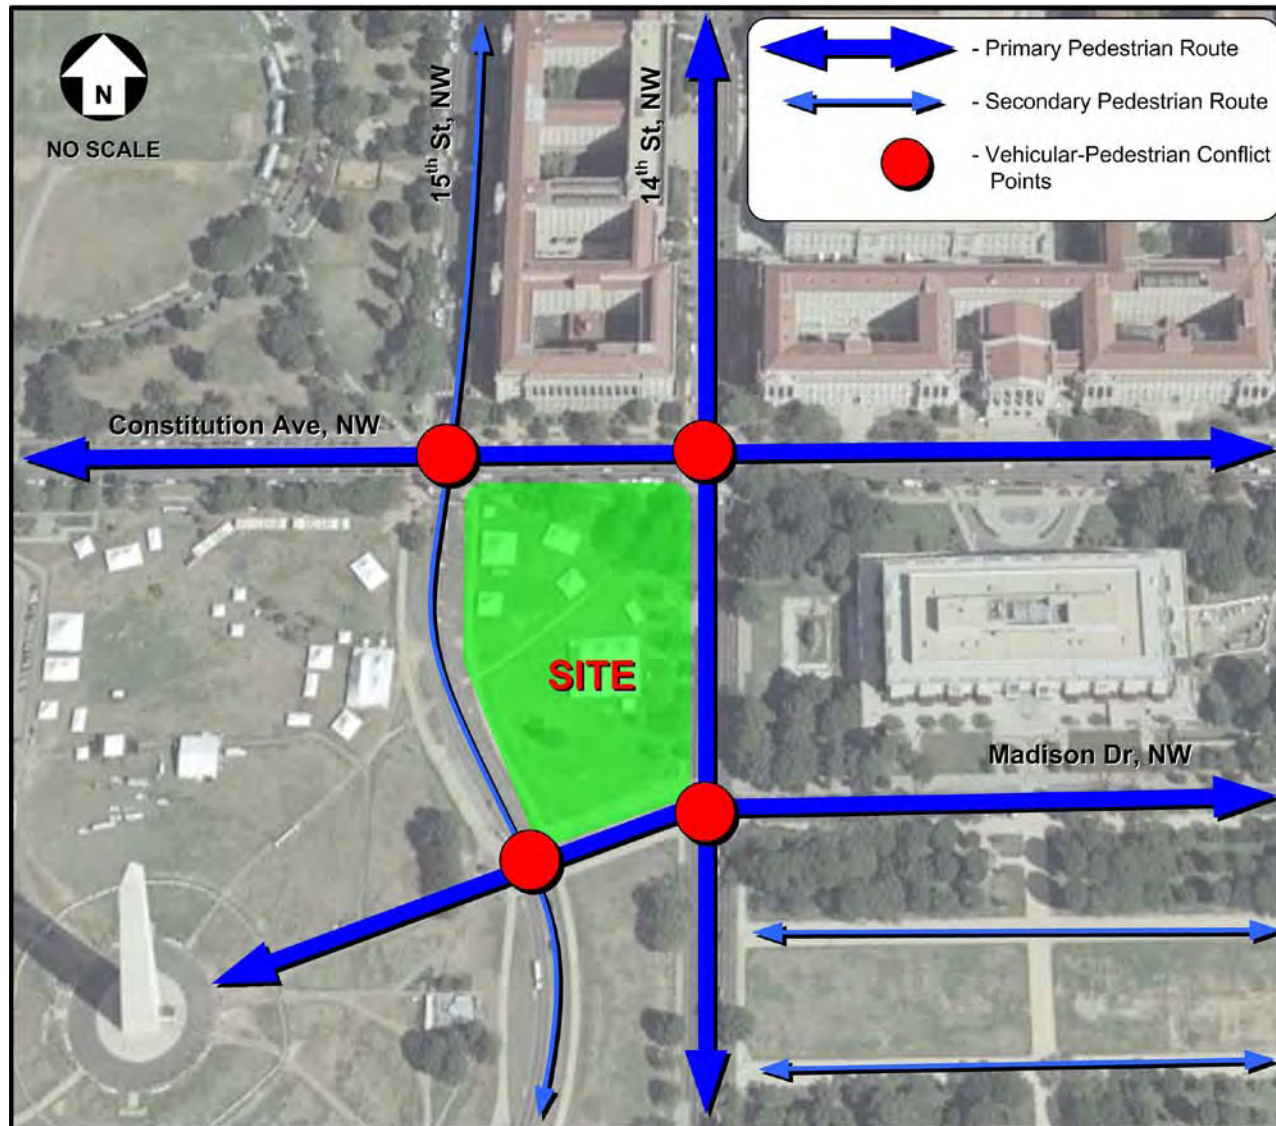 N
NO SCALE
15th St, NW
14th St, NW
- Primary Pedestrian Route
- Secondary Pedestrian Route
- Vehicular-Pedestrian Conflict
Points
Constitution Ave, NW
SITE
Madison Dr, NW